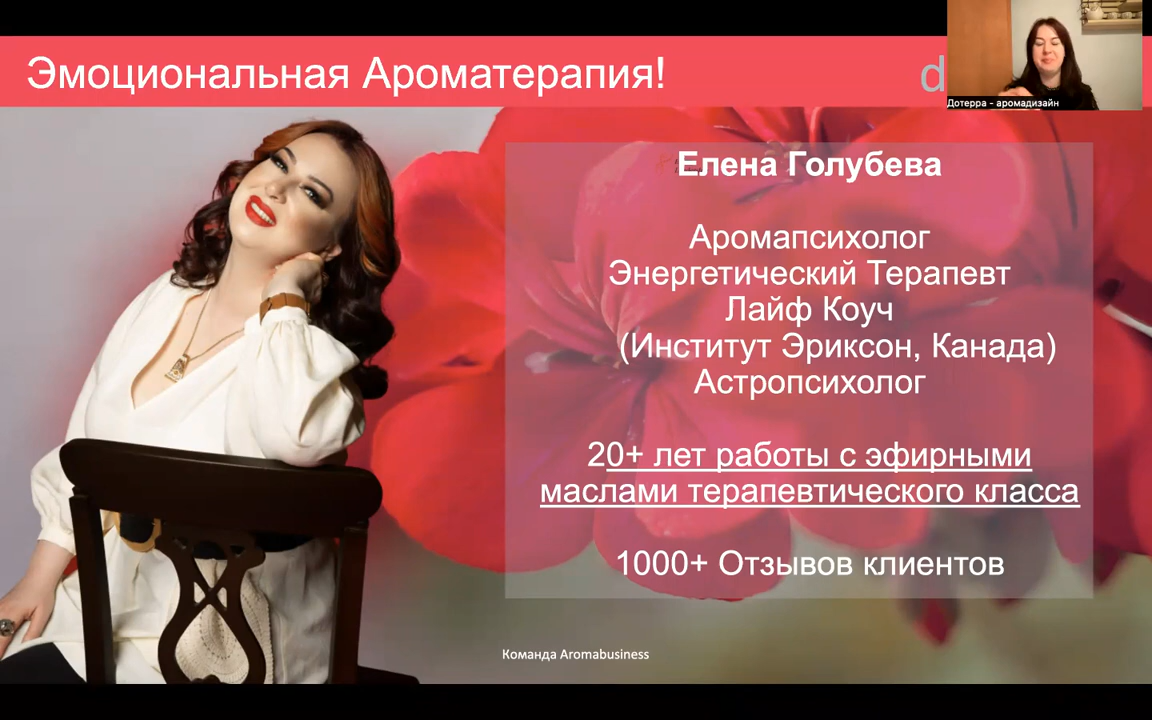 Эмоциональная Ароматерапия!
d
Дотерра - аромадизайн
Елена Голубева
Аромапсихолог
Энергетический Терапевт
Лайф Коуч
(Институт Эриксон, Канада)
Астропсихолог
20+ лет работы с эфирными
маслами терапевтического класса
1000+ Отзывов клиентов
Команда Aromabusiness